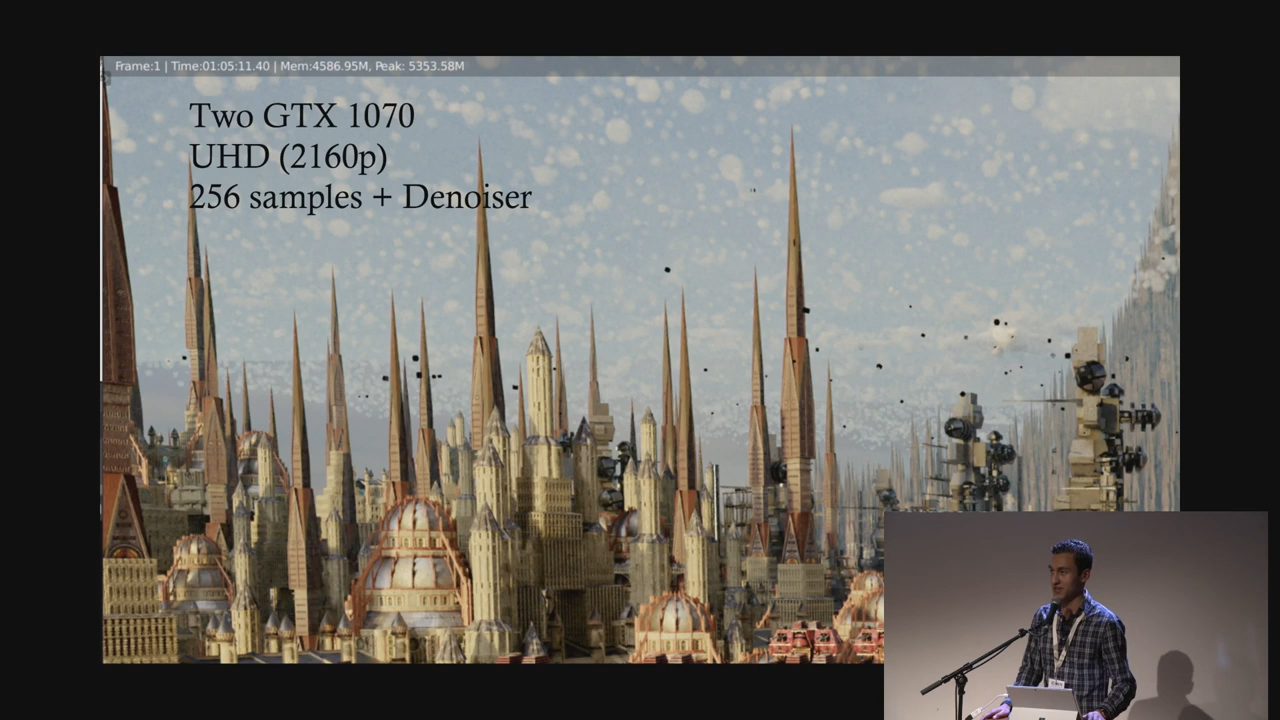 Frame:1 | Time:01:05:11.40 | Mem:4586.95M, Peak: 5353.58M
Two GTX 1070
UHD (2160p)
256 samples + Denoiser